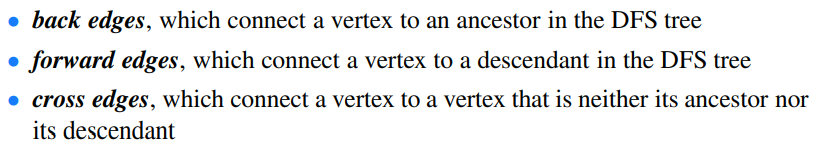 • back edges, which connect a vertex to an ancestor in the DFS tree
• forward edges, which connect a vertex to a descendant in the DFS tree
• cross edges, which connect a vertex to a vertex that is neither its ancestor nor
its descendant